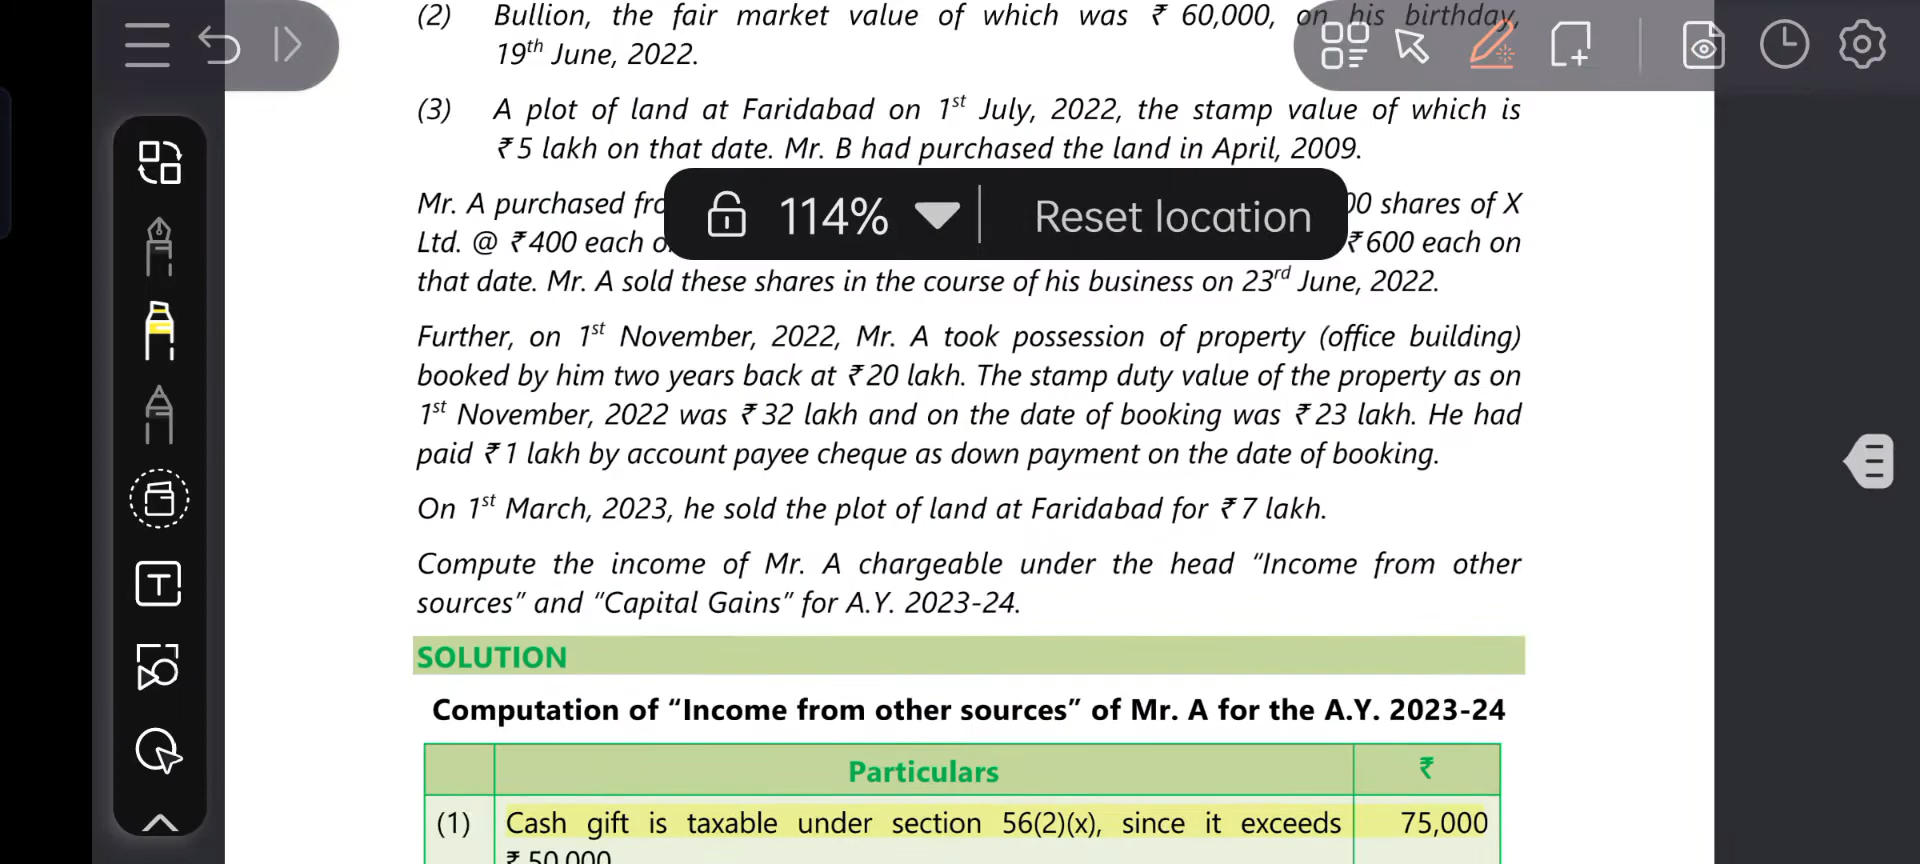 (2) Bullion, the fair market value of which was ₹ 60,000, on his birthday,
19th June, 2022.
(3) A plot of land at Faridabad on 1st July, 2022, the stamp value of which is
₹ 5 lakh on that date. Mr. B had purchased the land in April, 2009.
Mr. A purchased 00 shares of X
114% Reset location
Ltd. @ ₹ 400 each ₹ 600 each on
that date. Mr. A sold these shares in the course of his business on 23rd June, 2022.
Further, on 1st November, 2022, Mr. A took possession of property (office building)
booked by him two years back at ₹ 20 lakh. The stamp duty value of the property as on
1st November, 2022 was ₹ 32 lakh and on the date of booking was ₹ 23 lakh. He had
paid ₹ 1 lakh by account payee cheque as down payment on the date of booking.
On 1st March, 2023, he sold the plot of land at Faridabad for ₹ 7 lakh.
Compute the income of Mr. A chargeable under the head “Income from other
sources” and “Capital Gains” for A.Y. 2023-24.
SOLUTION
Computation of “Income from other sources” of Mr. A for the A.Y. 2023-24
Particulars ₹
(1) Cash gift is taxable under section 56(2)(x), since it exceeds 75,000
₹ 50,000